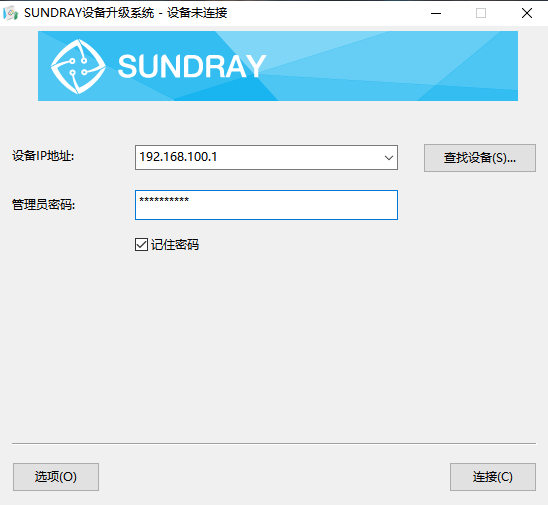 SUNDRAY设备升级系统 - 设备未连接
SUNDRAY
设备IP地址: 192.168.100.1 查找设备(S)...
管理员密码: **********
记住密码
选项(O) 连接(C)